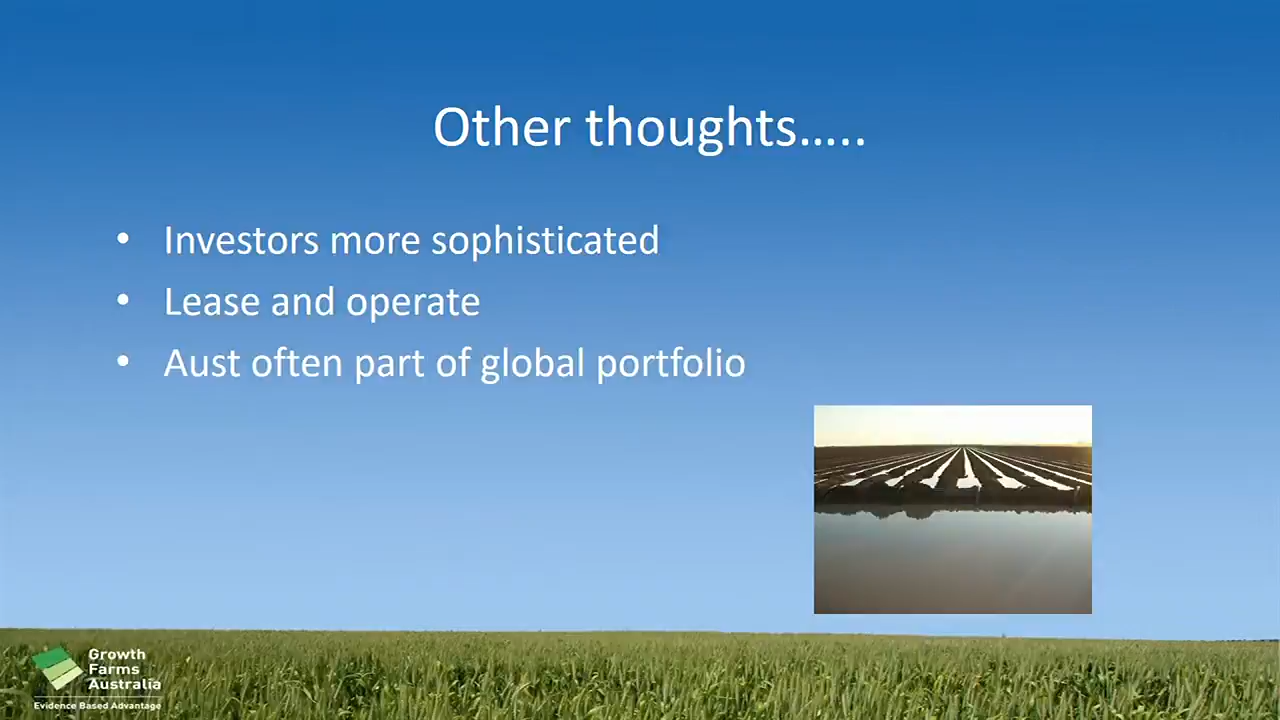 Other thoughts…..
• Investors more sophisticated
• Lease and operate
• Aust often part of global portfolio
Growth
Farms
Australia
Evidence Based Advantage